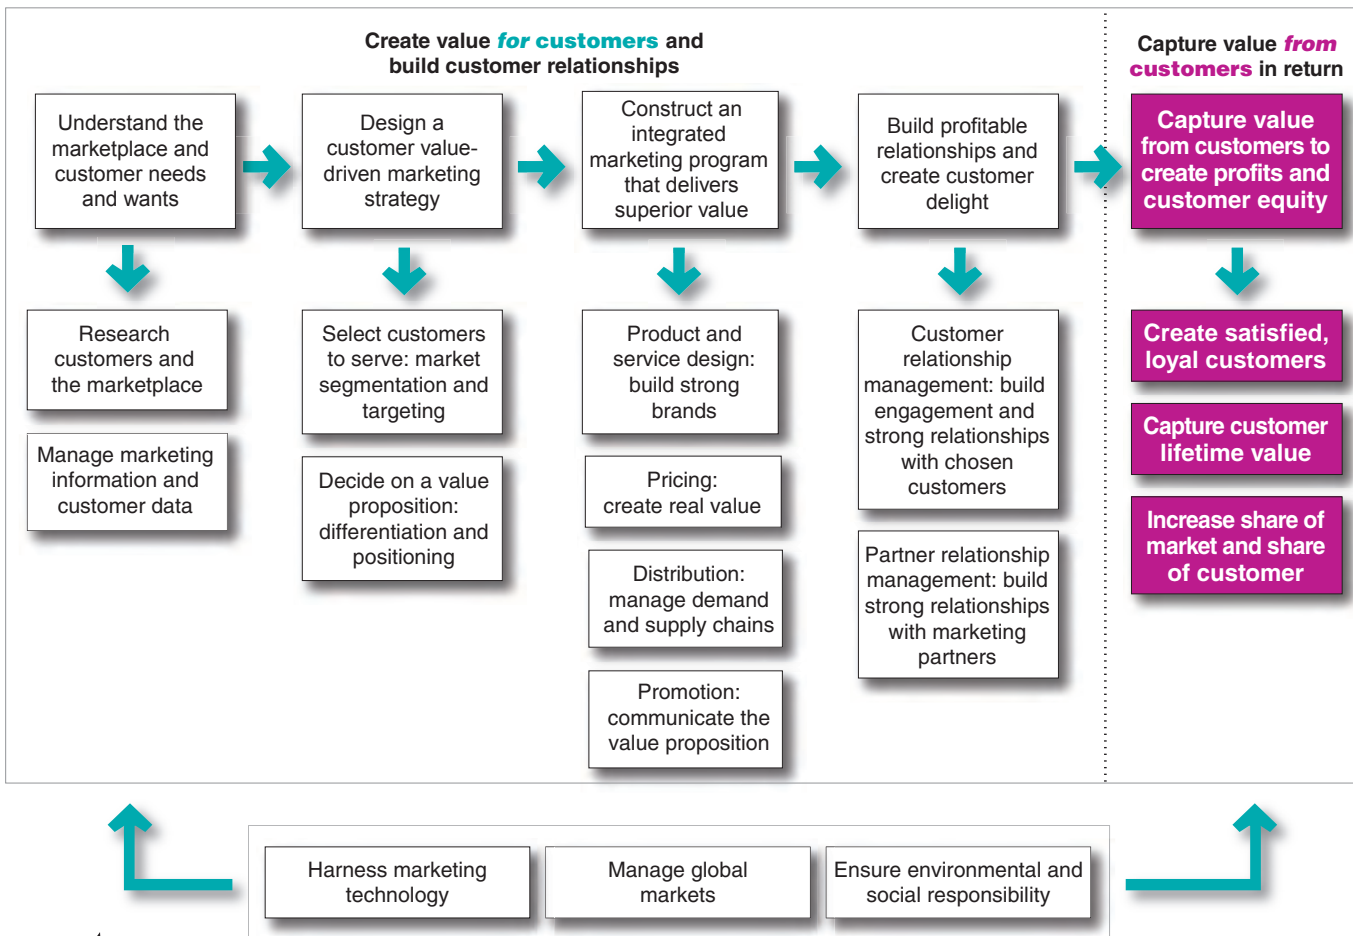 Create value for customers and
build customer relationships
Capture value from
customers in return
Understand the
marketplace and
customer needs
and wants
Design a
customer value-
driven marketing
strategy
Construct an
integrated
marketing program
that delivers
superior value
Build profitable
relationships and
create customer
delight
Capture value
from customers to
create profits and
customer equity
Research
customers and
the marketplace
Manage marketing
information and
customer data
Select customers
to serve: market
segmentation and
targeting
Decide on a value
proposition:
differentiation and
positioning
Product and
service design:
build strong
brands
Pricing:
create real value
Distribution:
manage demand
and supply chains
Promotion:
communicate the
value proposition
Customer
relationship
management: build
engagement and
strong relationships
with chosen
customers
Partner relationship
management: build
strong relationships
with marketing
partners
Create satisfied,
loyal customers
Capture customer
lifetime value
Increase share of
market and share
of customer
Harness marketing
technology
Manage global
markets
Ensure environmental and
social responsibility